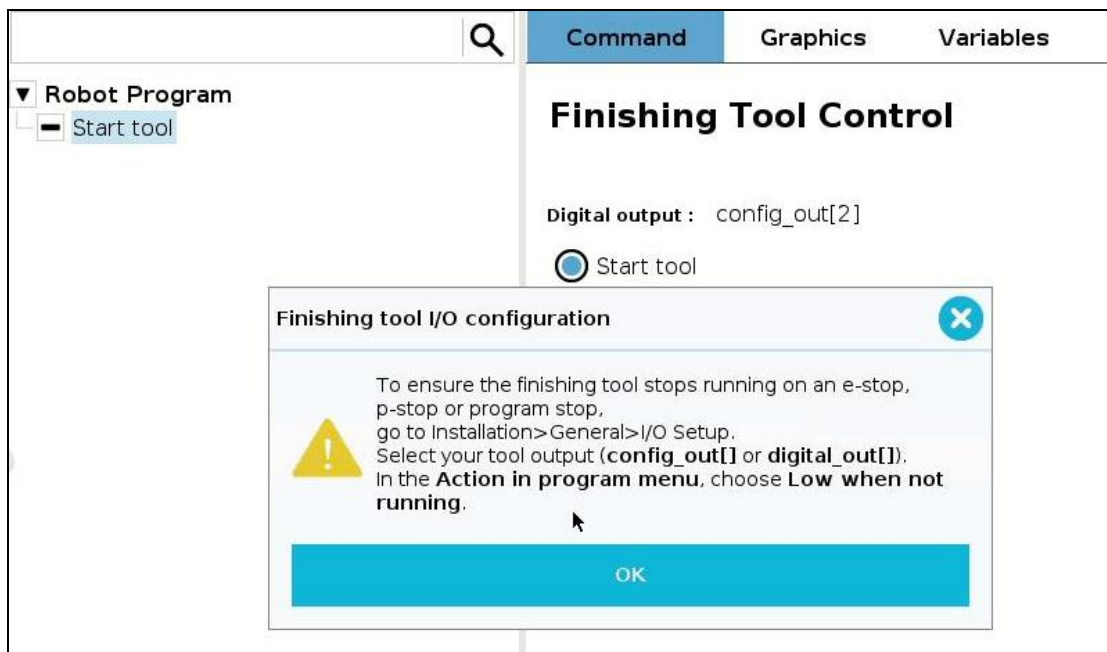 Command
Graphics
Variables
Robot Program
Start tool
Finishing Tool Control
Digital output : config_out[2]
Start tool
Finishing tool I/O configuration
To ensure the finishing tool stops running on an e-stop,
p-stop or program stop,
go to Installation>General>I/O Setup.
Select your tool output (config_out[] or digital_out[]).
In the Action in program menu, choose Low when not
running.
OK